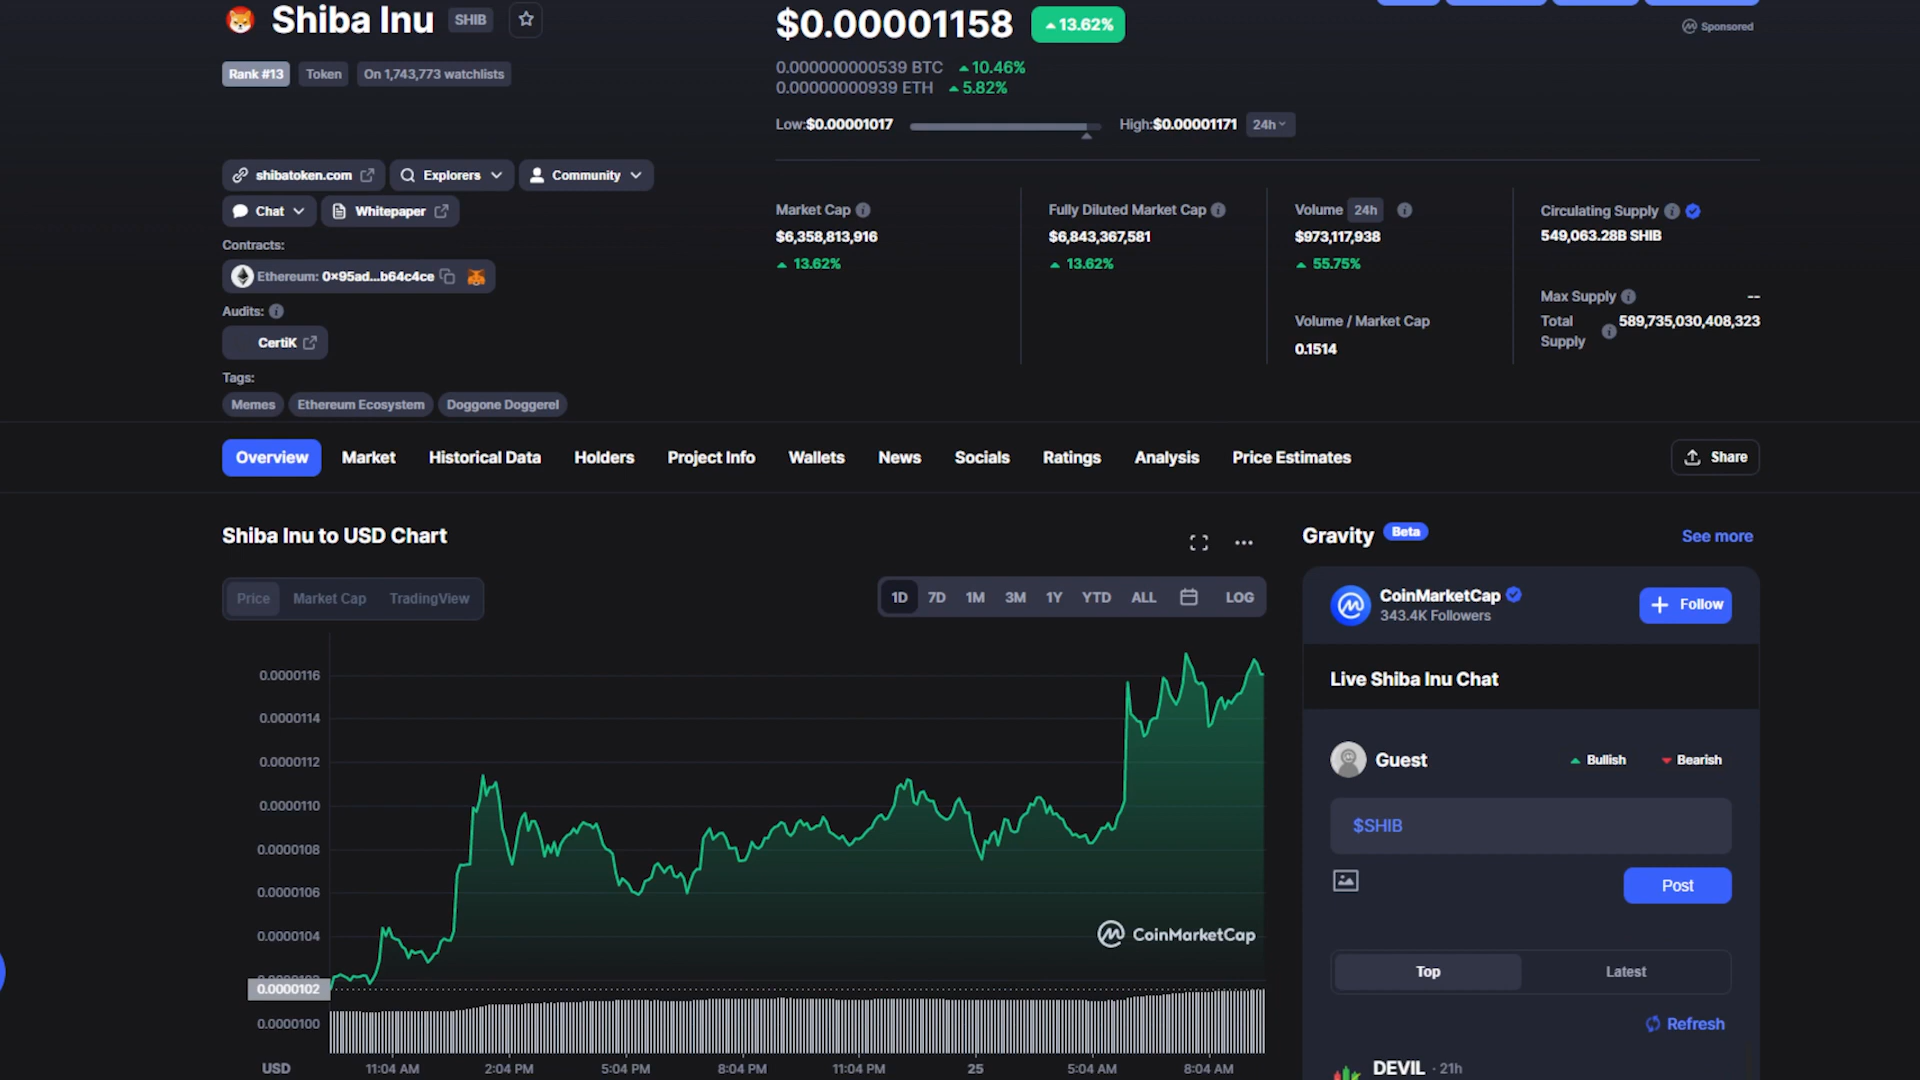 Shiba Inu SHIB
Rank #13 Token On 1,743,773 watchlists
shibatoken.com Explorers Community
Chat Whitepaper
Contracts:
Ethereum: 0x95ad...b64c4ce
Audits:
CertiK
Tags:
Memes Ethereum Ecosystem Doggone Doggerel
$0.00001158 13.62%
0.000000000539 BTC 10.46%
0.00000000939 ETH 5.82%
Low:$0.00001017 High:$0.00001171 24h
Sponsored
Market Cap
$6,358,813,916
13.62%
Fully Diluted Market Cap
$6,843,367,581
13.62%
Volume 24h
$973,117,938
55.75%
Volume / Market Cap
0.1514
Circulating Supply
549,063.28B SHIB
Max Supply --
Total Supply 589,735,030,408,323
Overview Market Historical Data Holders Project Info Wallets News Socials Ratings Analysis Price Estimates Share
Shiba Inu to USD Chart
Price Market Cap TradingView
1D 7D 1M 3M 1Y YTD ALL LOG
0.0000116
0.0000114
0.0000112
0.0000110
0.0000108
0.0000106
0.0000104
0.0000102
0.0000100
CoinMarketCap
USD 11:04 AM 2:04 PM 5:04 PM 8:04 PM 11:04 PM 25 5:04 AM 8:04 AM
Gravity Beta See more
CoinMarketCap
343.4K Followers
Follow
Live Shiba Inu Chat
Guest Bullish Bearish
$SHIB
Post
Top Latest
Refresh
DEVIL · 21h